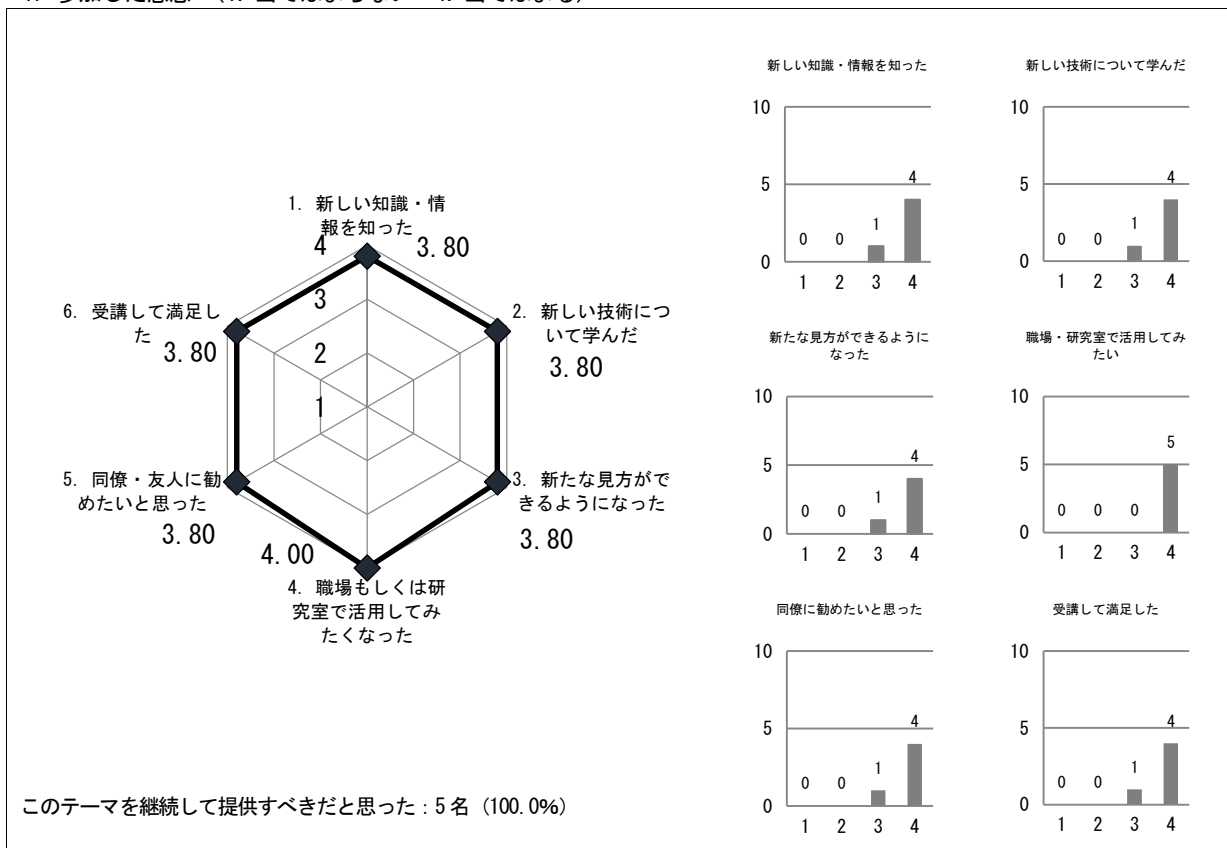 1. 新しい知識・情
報を知った
4
3.80
3
2
1
2. 新しい技術につ
いて学んだ
3.80
3. 新たな見方がで
きるようになった
3.80
4.00
4. 職場もしくは研
究室で活用してみ
たくなった
5. 同僚・友人に勧
めたいと思った
3.80
6. 受講して満足し
た
3.80
このテーマを継続して提供すべきだと思った:5名 (100.0%)
新しい知識・情報を知った
10
5
0
0 0 1 4
1 2 3 4
新しい技術について学んだ
10
5
0
0 0 1 4
1 2 3 4
新たな見方ができるように
なった
10
5
0
0 0 1 4
1 2 3 4
職場・研究室で活用してみ
たい
10
5
0
0 0 0 5
1 2 3 4
同僚に勧めたいと思った
10
5
0
0 0 1 4
1 2 3 4
受講して満足した
10
5
0
0 0 1 4
1 2 3 4